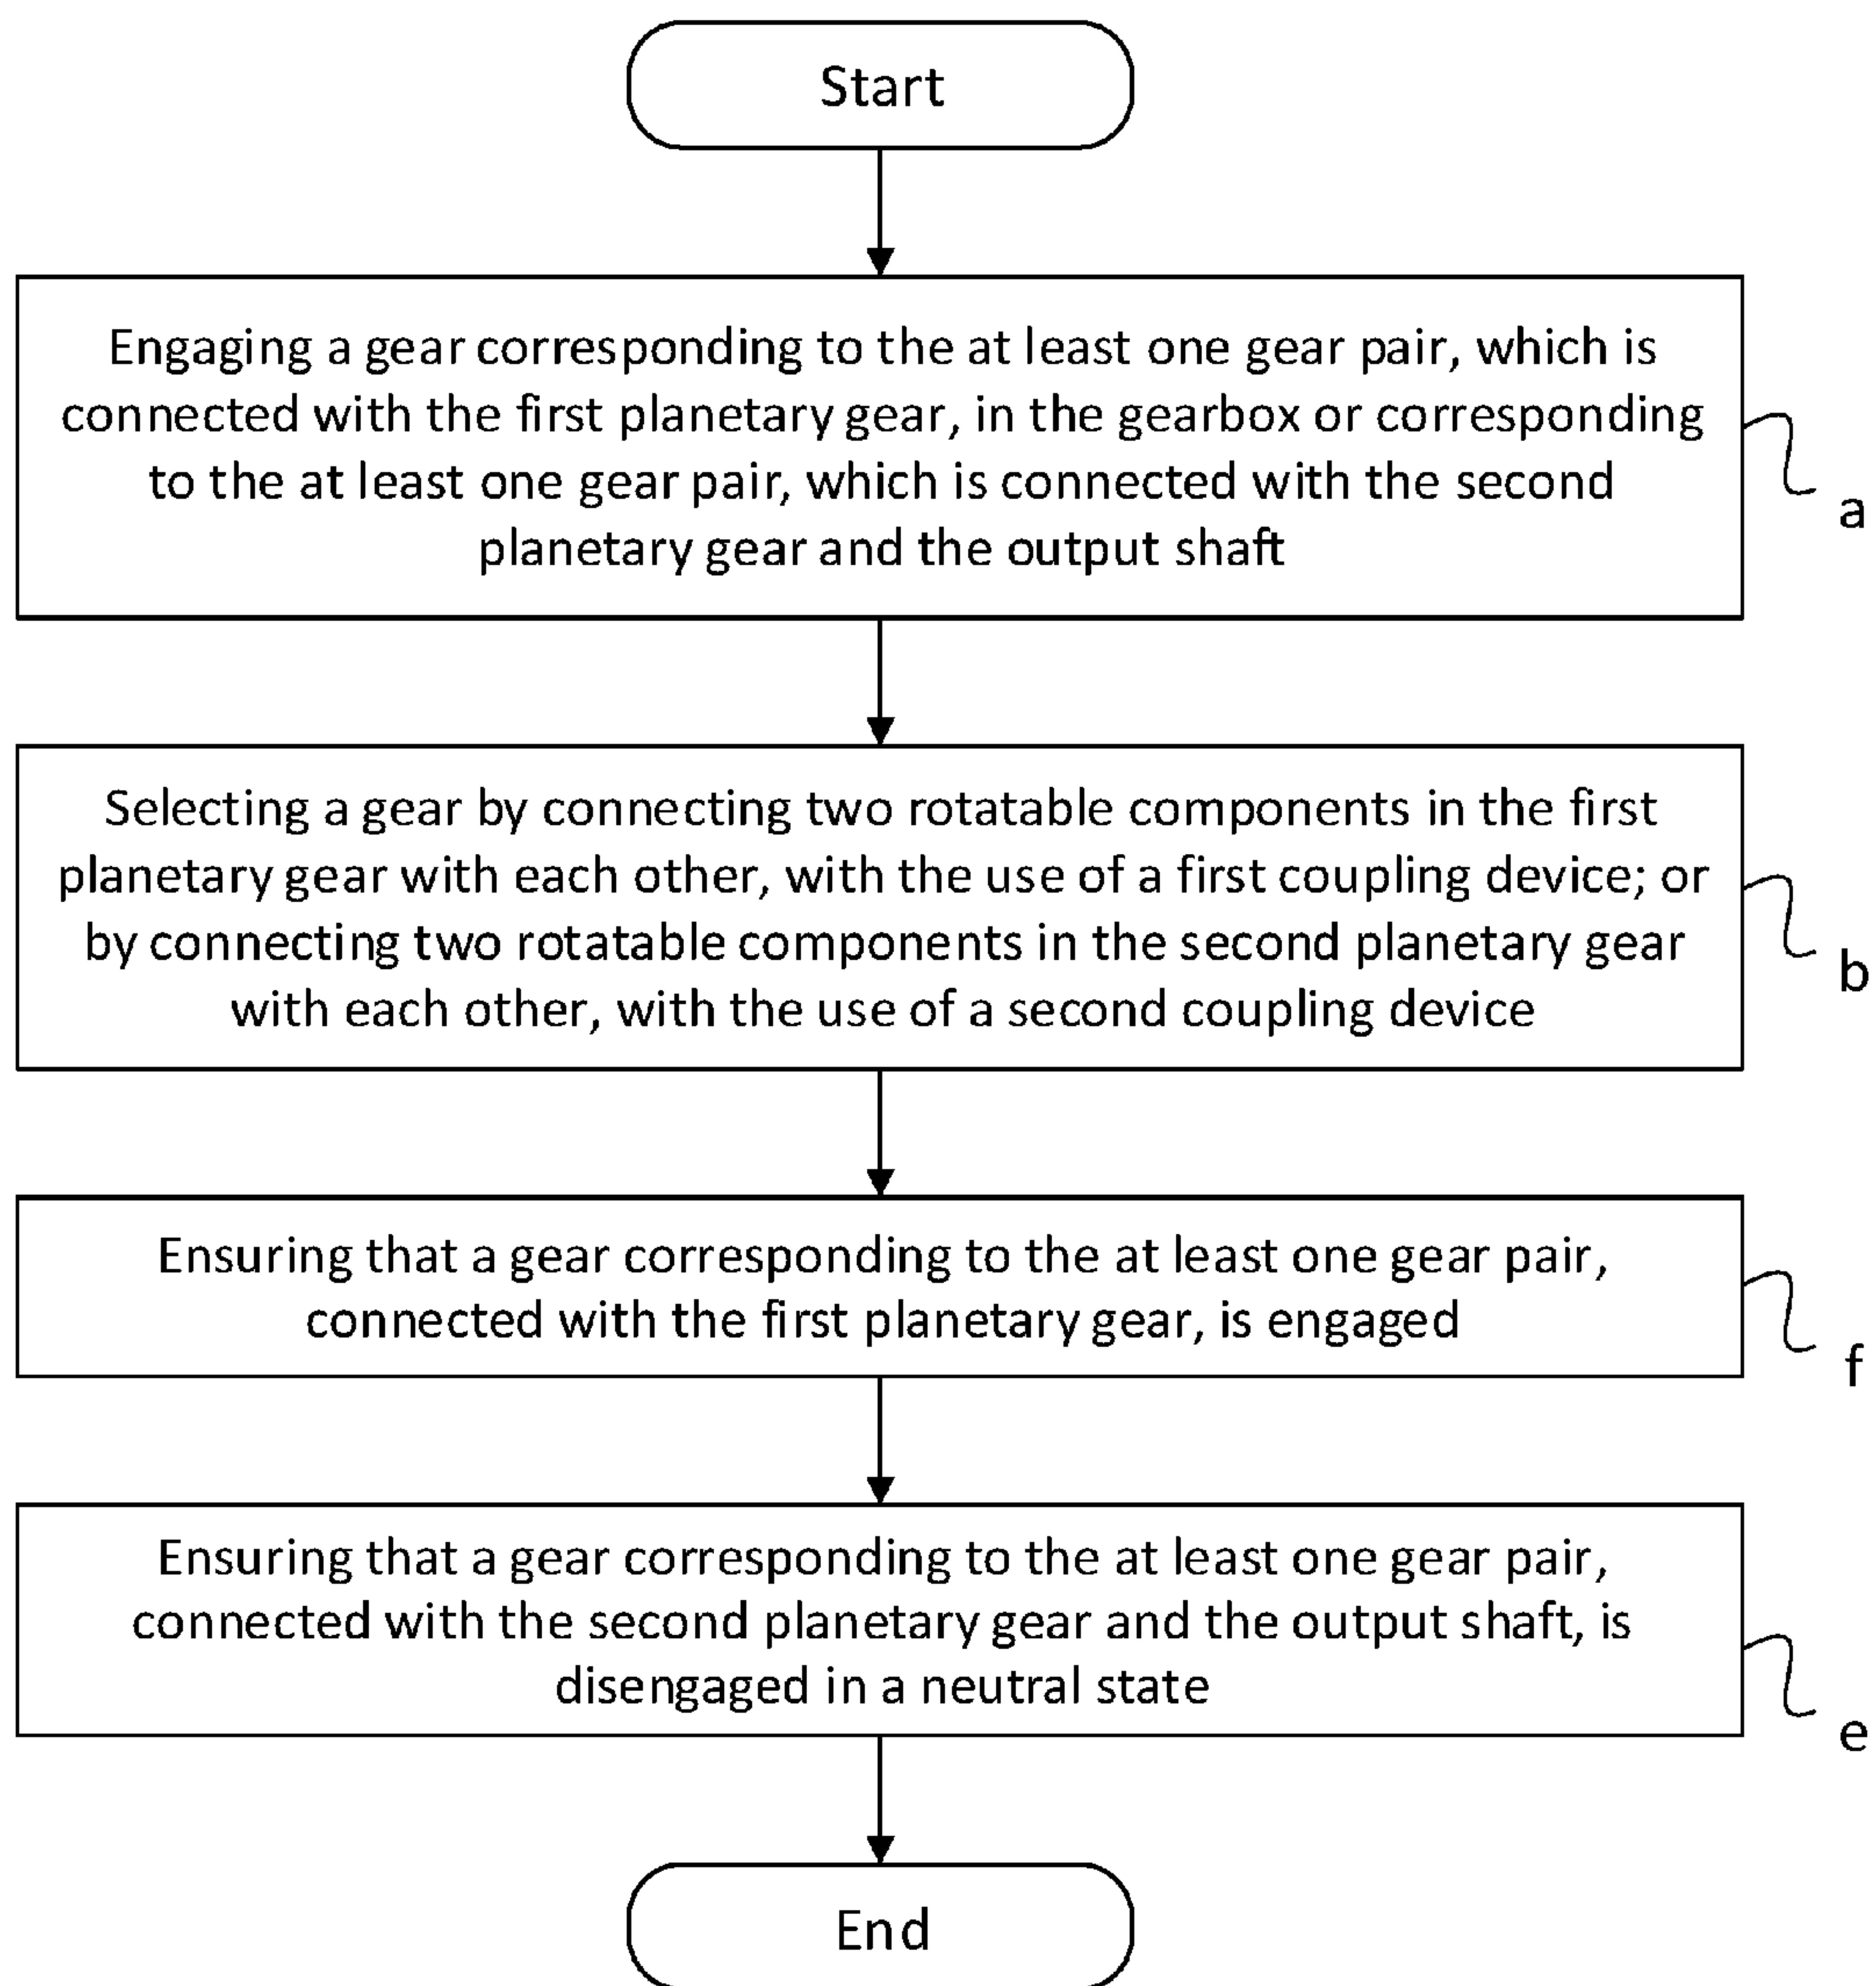 Start
Engaging a gear corresponding to the at least one gear pair, which is
connected with the first planetary gear, in the gearbox or corresponding
to the at least one gear pair, which is connected with the second
planetary gear and the output shaft
a
Selecting a gear by connecting two rotatable components in the first
planetary gear with each other, with the use of a first coupling device; or
by connecting two rotatable components in the second planetary gear
with each other, with the use of a second coupling device
b
Ensuring that a gear corresponding to the at least one gear pair,
connected with the first planetary gear, is engaged
f
Ensuring that a gear corresponding to the at least one gear pair,
connected with the second planetary gear and the output shaft, is
disengaged in a neutral state
e
End